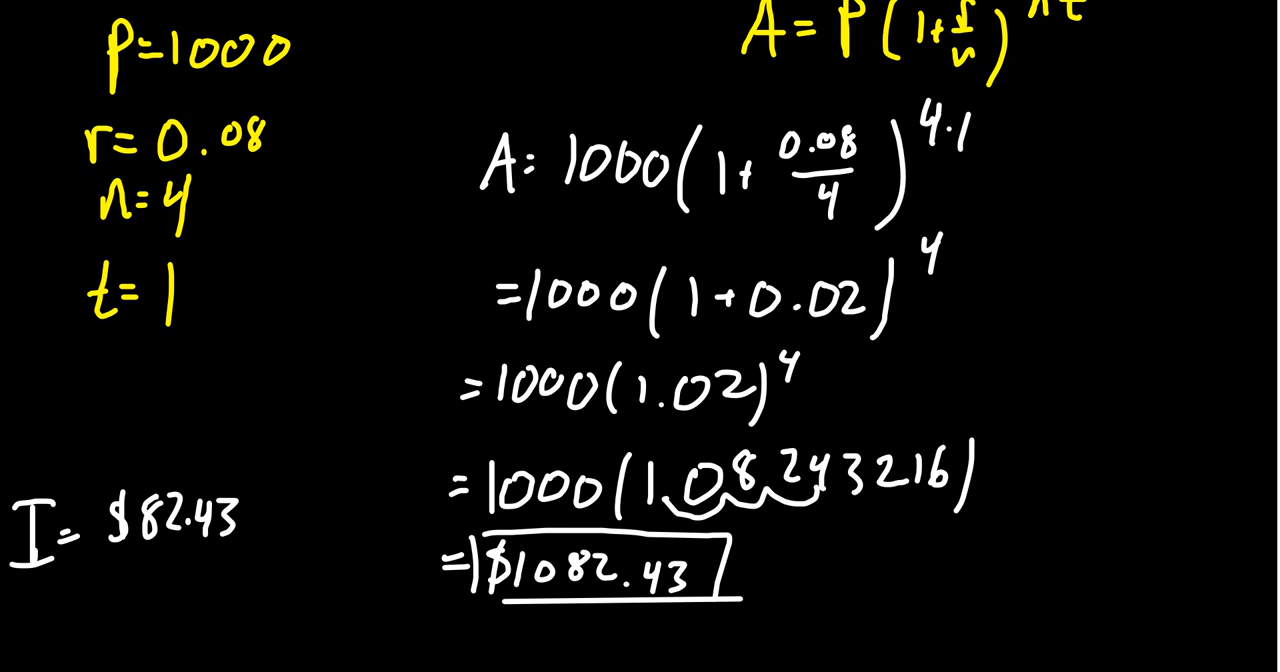 P=1000
A=P(1+r/n)^nt
r=0.08
A=1000(1+0.08/4)^4·1
n=4
t=1
=1000(1+0.02)^4
=1000(1.02)^4
=1000(1.08243216)
I=$82.43
=$1082.43